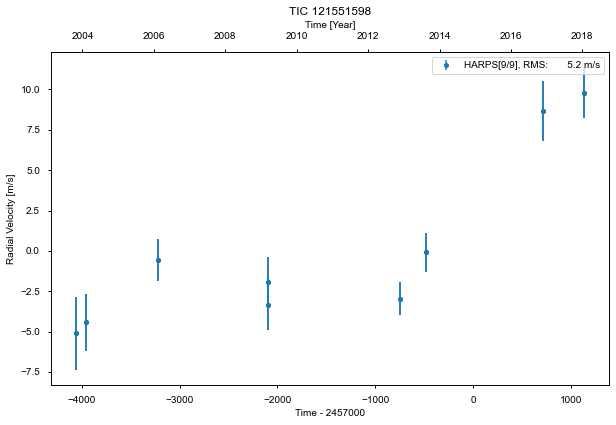 TIC 121551598
Time [Year]
2004 2006 2008 2010 2012 2014 2016 2018
HARPS[9/9], RMS: 5.2 m/s
10.0
7.5
5.0
2.5
0.0
−2.5
−5.0
−7.5
Radial Velocity [m/s]
−4000 −3000 −2000 −1000 0 1000
Time - 2457000